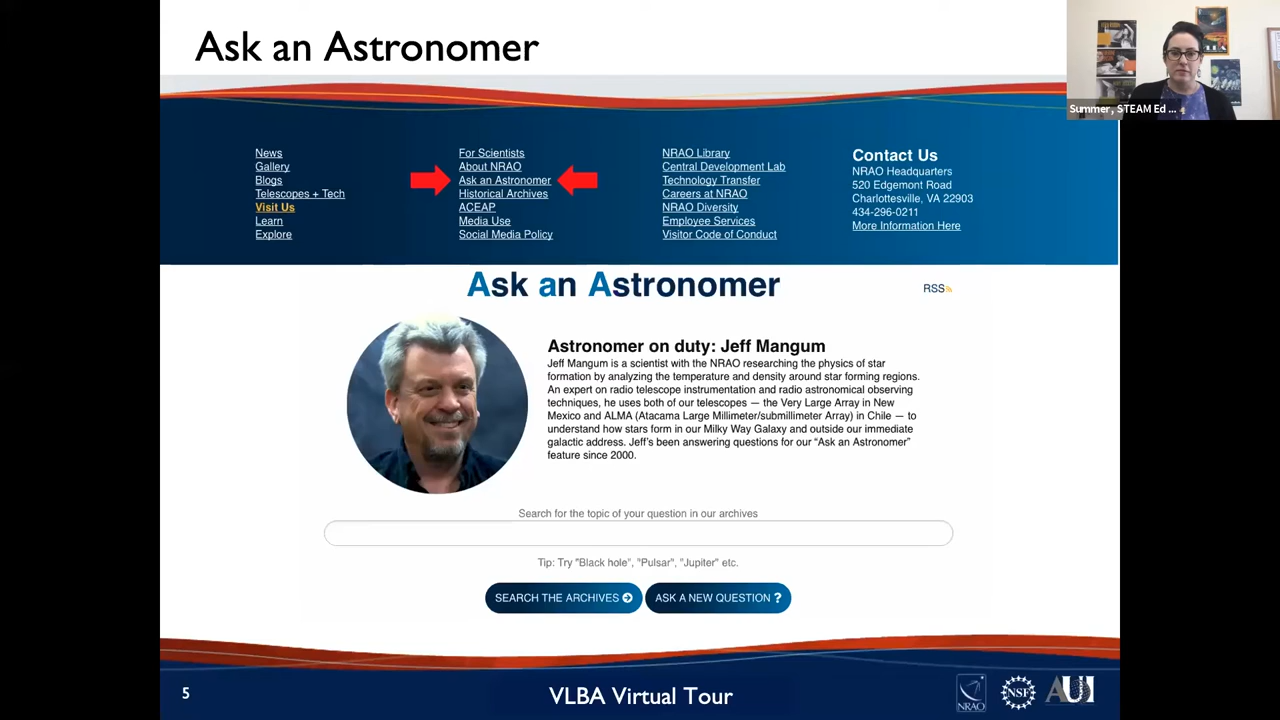 Ask an Astronomer
Summer, STEAM Ed ...
News
Gallery
Blogs
Telescopes + Tech
Visit Us
Learn
Explore
For Scientists
About NRAO
Ask an Astronomer
Historical Archives
ACEAP
Media Use
Social Media Policy
NRAO Library
Central Development Lab
Technology Transfer
Careers at NRAO
NRAO Diversity
Employee Services
Visitor Code of Conduct
Contact Us
NRAO Headquarters
520 Edgemont Road
Charlottesville, VA 22903
434-296-0211
More Information Here
Ask an Astronomer
RSS
Astronomer on duty: Jeff Mangum
Jeff Mangum is a scientist with the NRAO researching the physics of star
formation by analyzing the temperature and density around star forming regions.
An expert on radio telescope instrumentation and radio astronomical observing
techniques, he uses both of our telescopes — the Very Large Array in New
Mexico and ALMA (Atacama Large Millimeter/submillimeter Array) in Chile — to
understand how stars form in our Milky Way Galaxy and outside our immediate
galactic address. Jeff's been answering questions for our “Ask an Astronomer”
feature since 2000.
Search for the topic of your question in our archives
Tip: Try "Black hole", "Pulsar", "Jupiter" etc.
SEARCH THE ARCHIVES
ASK A NEW QUESTION ?
5
VLBA Virtual Tour
NRAO
NSF
AUI